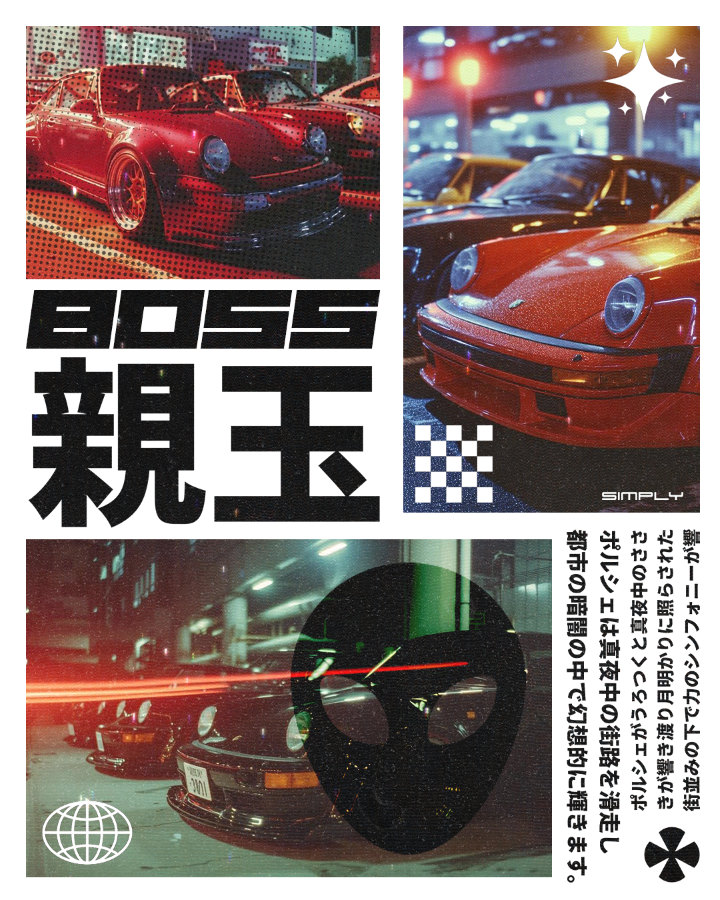 BOSS
親玉
SIMPLY
ポルシェは真夜中の街路を滑走し
都市の暗闇の中で幻想的に輝きます。
ポルシェがうろつくと真夜中のささ
きが響き渡り月明かりに照らされた
街並みの下で力のシンフォニーが響